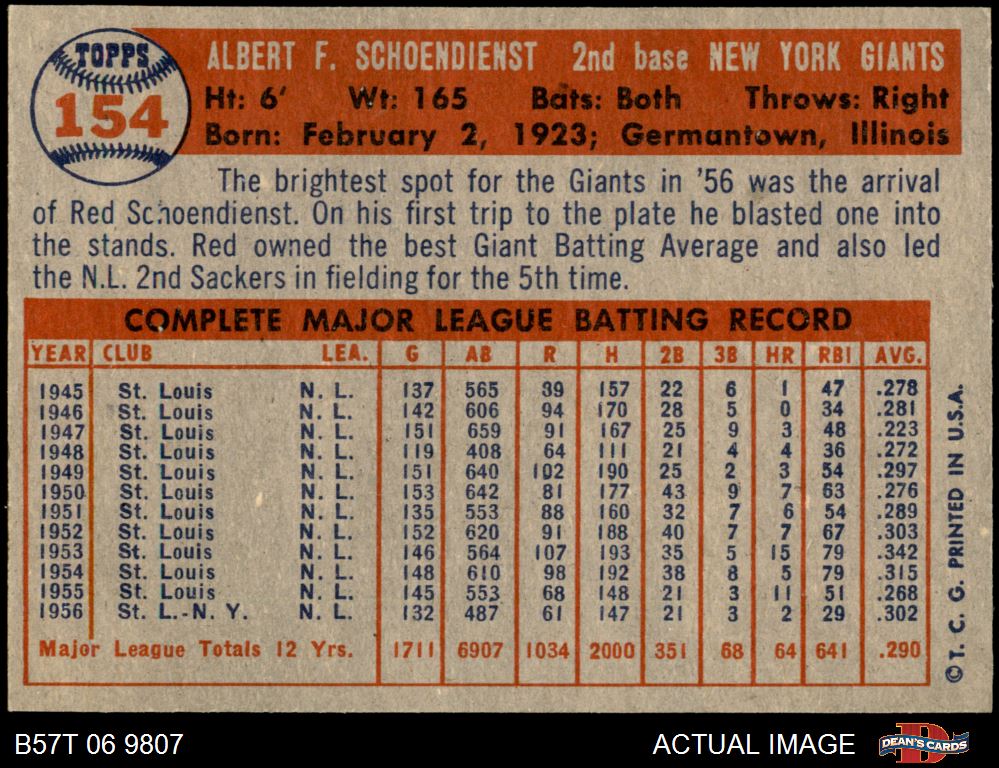 TOPPS
154
ALBERT F. SCHOENDIENST 2nd base NEW YORK GIANTS
Ht: 6' Wt: 165 Bats: Both Throws: Right
Born: February 2, 1923; Germantown, Illinois
The brightest spot for the Giants in '56 was the arrival
of Red Schoendienst. On his first trip to the plate he blasted one into
the stands. Red owned the best Giant Batting Average and also led
the N.L. 2nd Sackers in fielding for the 5th time.
COMPLETE MAJOR LEAGUE BATTING RECORD
YEAR CLUB LEA. G AB R H 2B 3B HR RBI AVG.
1945 St. Louis N. L. 137 565 39 157 22 6 1 47 .278
1946 St. Louis N. L. 142 606 94 170 28 5 0 34 .281
1947 St. Louis N. L. 151 659 91 167 25 9 3 48 .223
1948 St. Louis N. L. 119 408 64 111 21 4 4 36 .272
1949 St. Louis N. L. 151 640 102 190 25 2 3 54 .297
1950 St. Louis N. L. 153 642 81 177 43 9 7 63 .276
1951 St. Louis N. L. 135 553 88 160 32 7 6 54 .289
1952 St. Louis N. L. 152 620 91 188 40 7 7 67 .303
1953 St. Louis N. L. 146 564 107 193 35 5 15 79 .342
1954 St. Louis N. L. 148 610 98 192 38 8 5 79 .315
1955 St. Louis N. L. 145 553 68 148 21 3 11 51 .268
1956 St. L.-N. Y. N. L. 132 487 61 147 21 3 2 29 .302
Major League Totals 12 Yrs. 1711 6907 1034 2000 351 68 64 641 .290
© T. C. G. PRINTED IN U.S.A.
B57T 06 9807 ACTUAL IMAGE DEAN'S CARDS